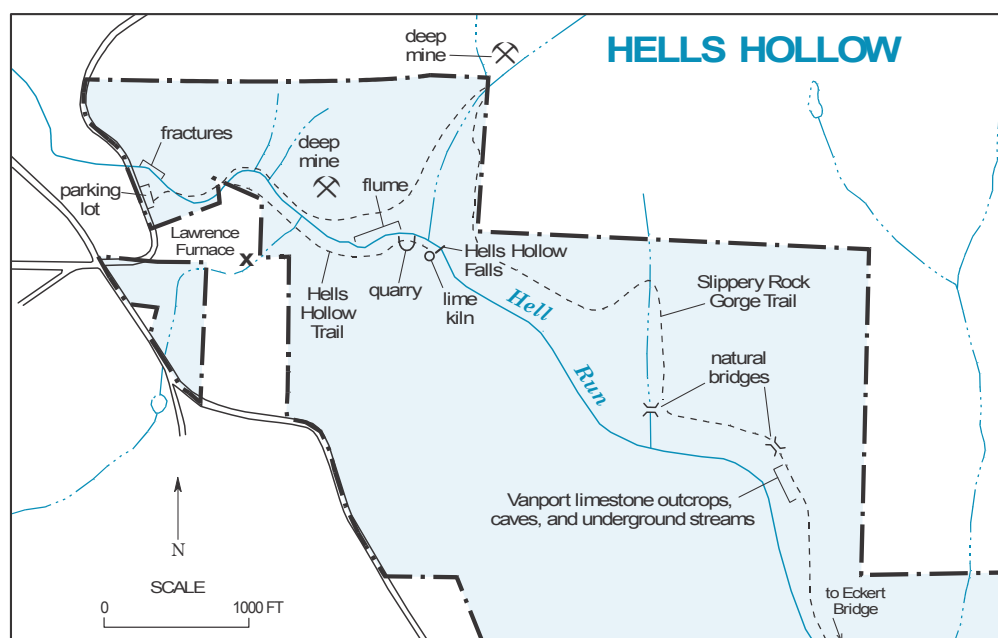 HELLS HOLLOW
deep
mine
fractures
deep
mine
flume
parking
lot
Lawrence
Furnace
x
Hells Hollow
Falls
Slippery Rock
Gorge Trail
Hells
Hollow
Trail
quarry
lime
kiln
Hell
Run
natural
bridges
Vanport limestone outcrops,
caves, and underground streams
N
SCALE
0 1000 FT
to Eckert
Bridge